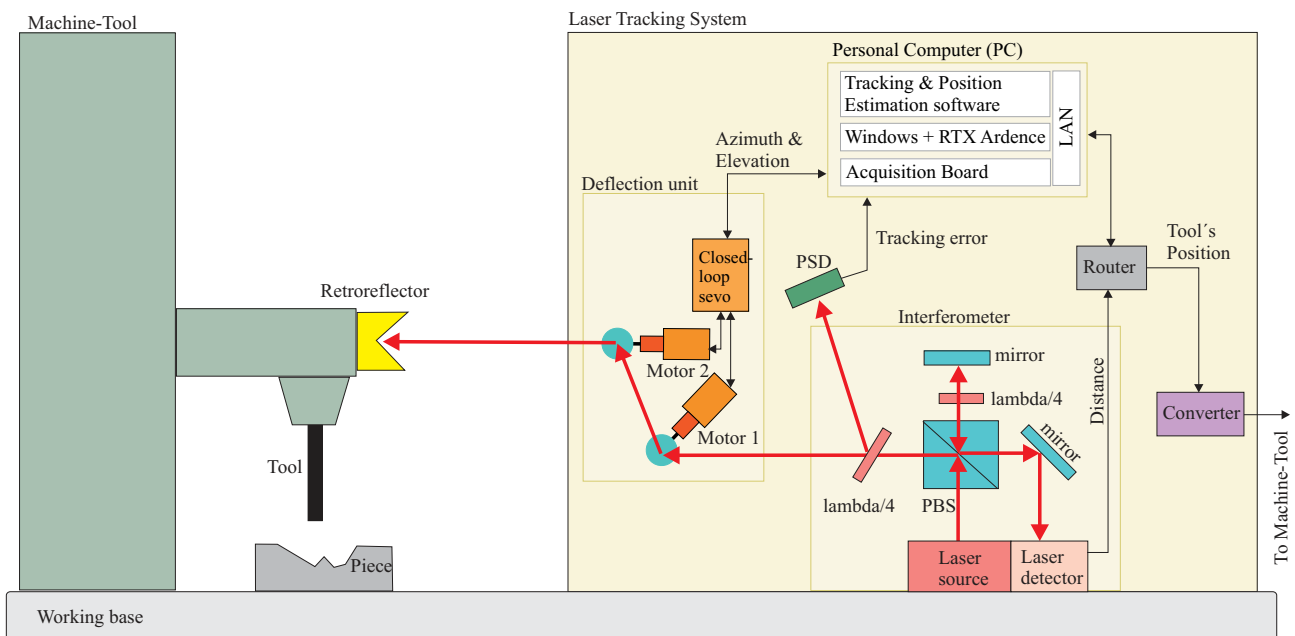 Machine-Tool
Laser Tracking System
Personal Computer (PC)
Tracking & Position
Estimation software
Windows + RTX Ardence
Acquisition Board
LAN
Azimuth &
Elevation
Deflection unit
Closed-
loop
sevo
Tracking error
PSD
Tool´s
Position
Router
Retroreflector
Interferometer
mirror
Motor 2
lambda/4
Distance
Converter
Motor 1
mirror
Tool
lambda/4
PBS
To Machine-Tool
Piece
Laser
source
Laser
detector
Working base